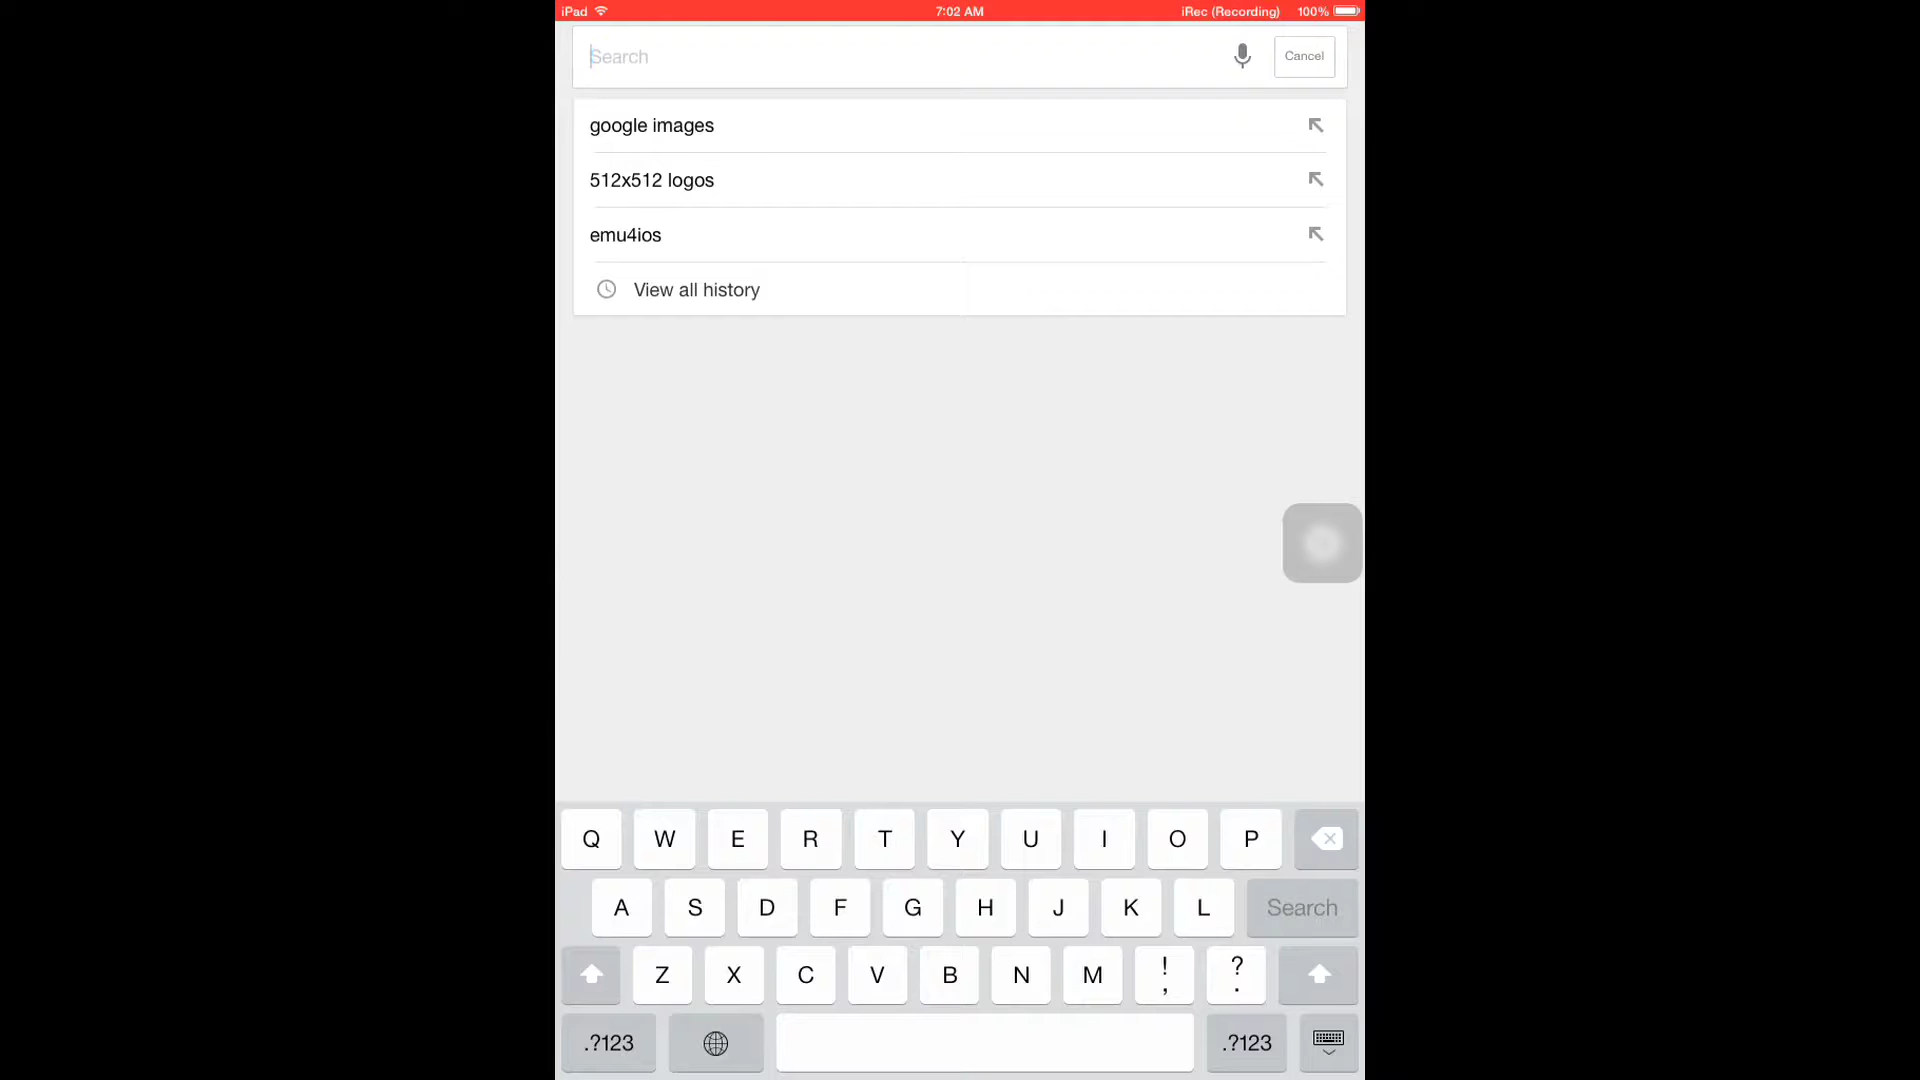 iPad 7:02 AM iRec (Recording) 100%
Search Cancel
google images
512x512 logos
emu4ios
View all history
Q W E R T Y U I O P
A S D F G H J K L Search
Z X C V B N M ! , ? .
.?123 .?123